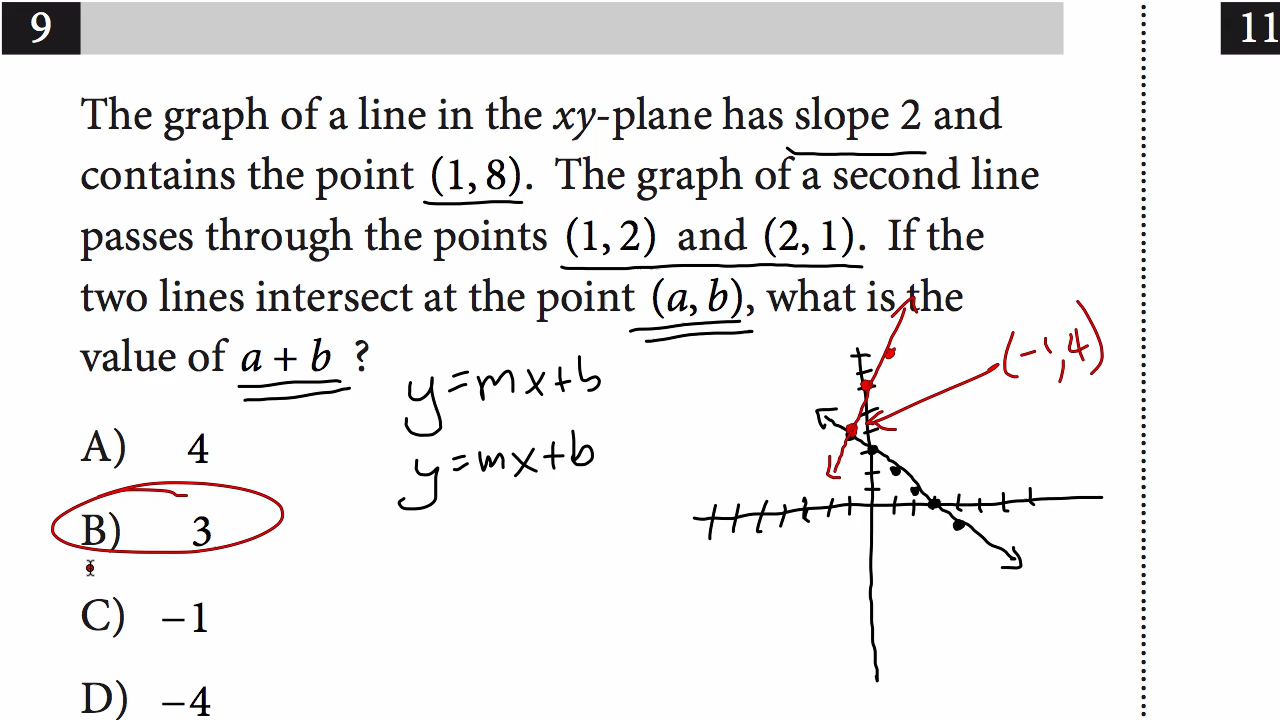 9
11
The graph of a line in the xy-plane has slope 2 and
contains the point (1, 8). The graph of a second line
passes through the points (1, 2) and (2, 1). If the
two lines intersect at the point (a, b), what is the
value of a + b ?
y=mx+b
y=mx+b
(-1,4)
A) 4
B) 3
C) −1
D) −4